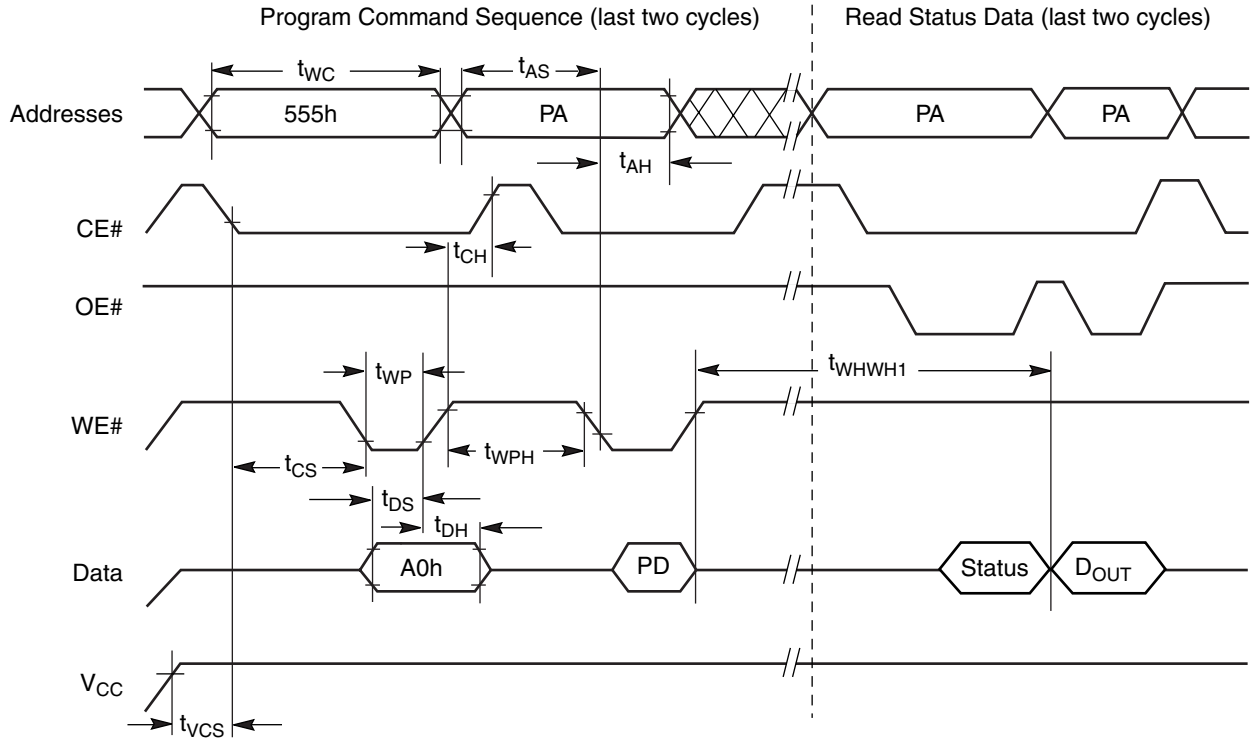 Program Command Sequence (last two cycles)
Read Status Data (last two cycles)
tWC
tAS
Addresses
555h
PA
PA
PA
tAH
CE#
tCH
OE#
tWHWH1
tWP
WE#
tCS
tWPH
tDS
tDH
Data
A0h
PD
Status
DOUT
VCC
tVCS